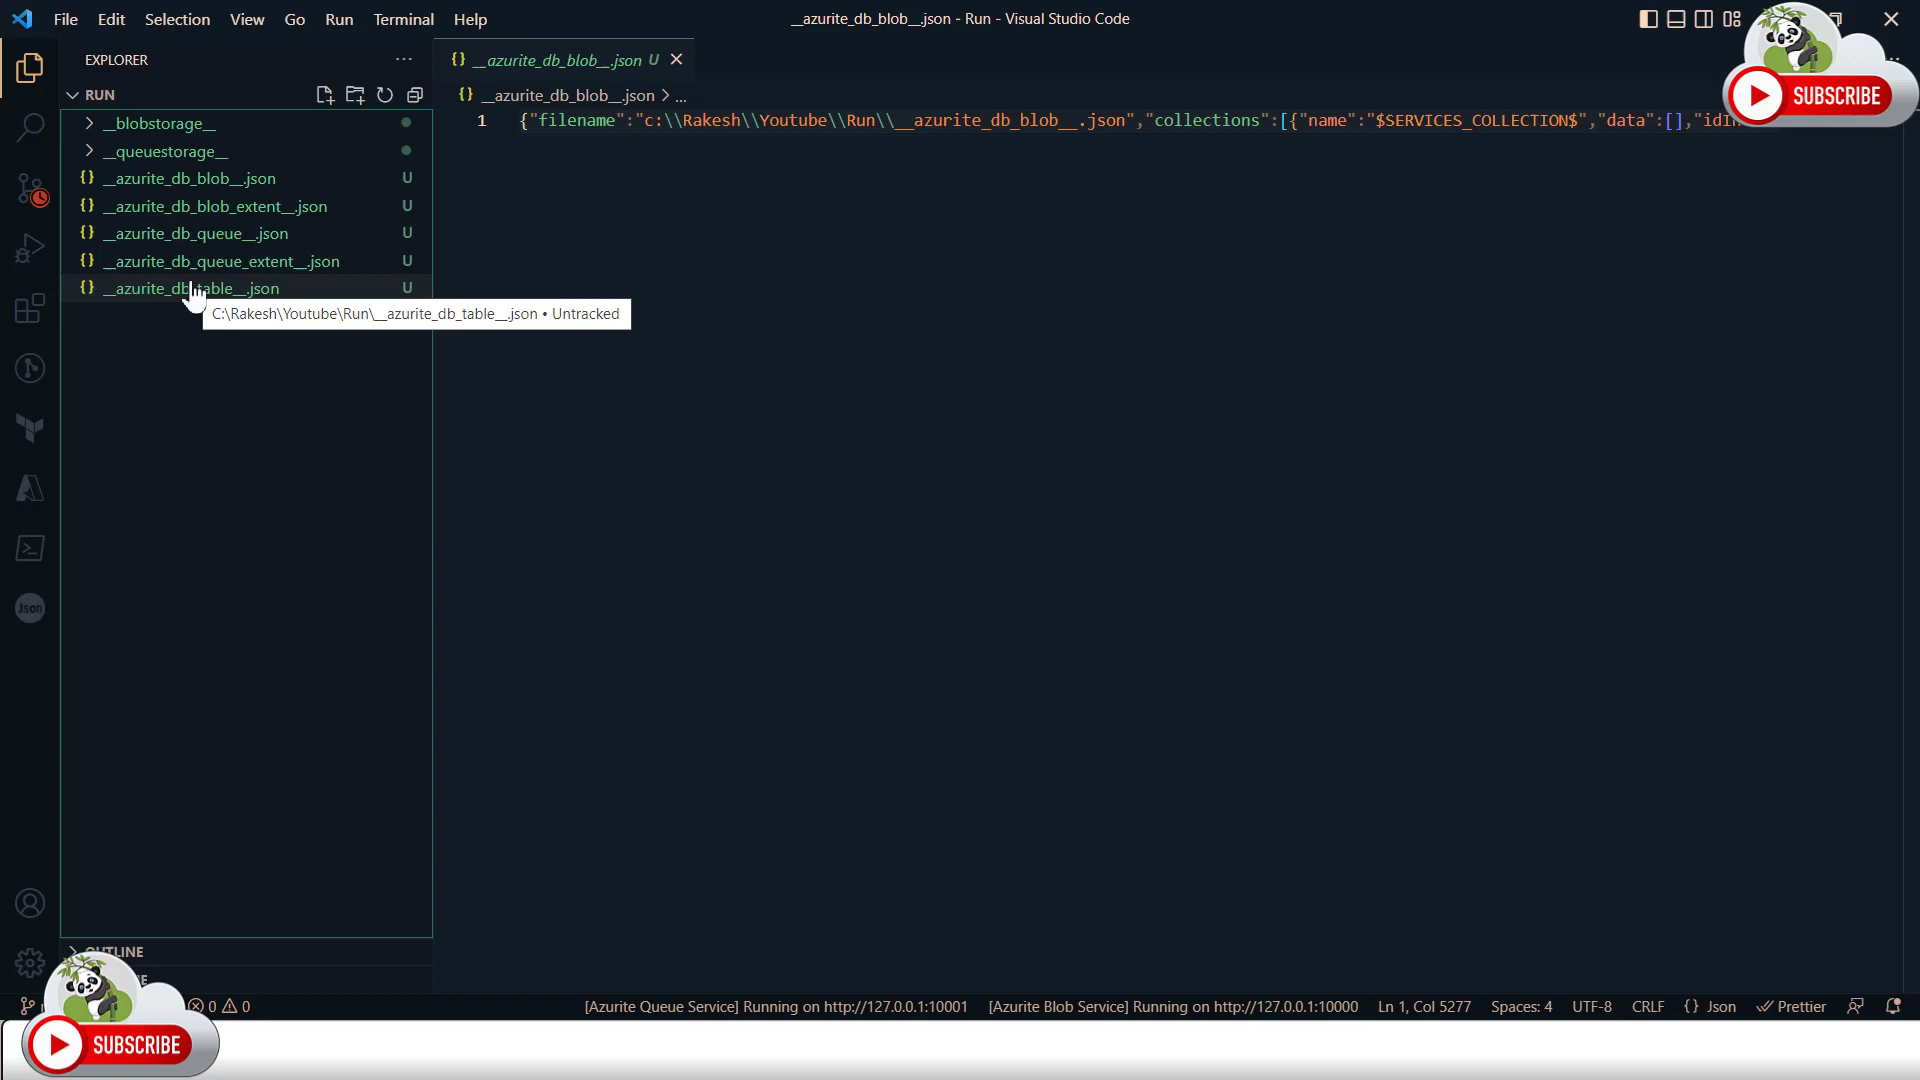 File Edit Selection View Go Run Terminal Help
__azurite_db_blob__.json - Run - Visual Studio Code
EXPLORER
RUN
__blobstorage__
__queuestorage__
__azurite_db_blob__.json U
__azurite_db_blob_extent__.json U
__azurite_db_queue__.json U
__azurite_db_queue_extent__.json U
__azurite_db_table__.json U
C:\Rakesh\Youtube\Run\__azurite_db_table__.json • Untracked
Json
OUTLINE
__azurite_db_blob__.json U
__azurite_db_blob__.json > ...
1 {"filename":"c:\\Rakesh\\Youtube\\Run\\__azurite_db_blob__.json","collections":[{"name":"$SERVICES_COLLECTION$","data":[],"idIn
SUBSCRIBE
0 0 [Azurite Queue Service] Running on http://127.0.0.1:10001 [Azurite Blob Service] Running on http://127.0.0.1:10000 Ln 1, Col 5277 Spaces: 4 UTF-8 CRLF {} Json Prettier
SUBSCRIBE